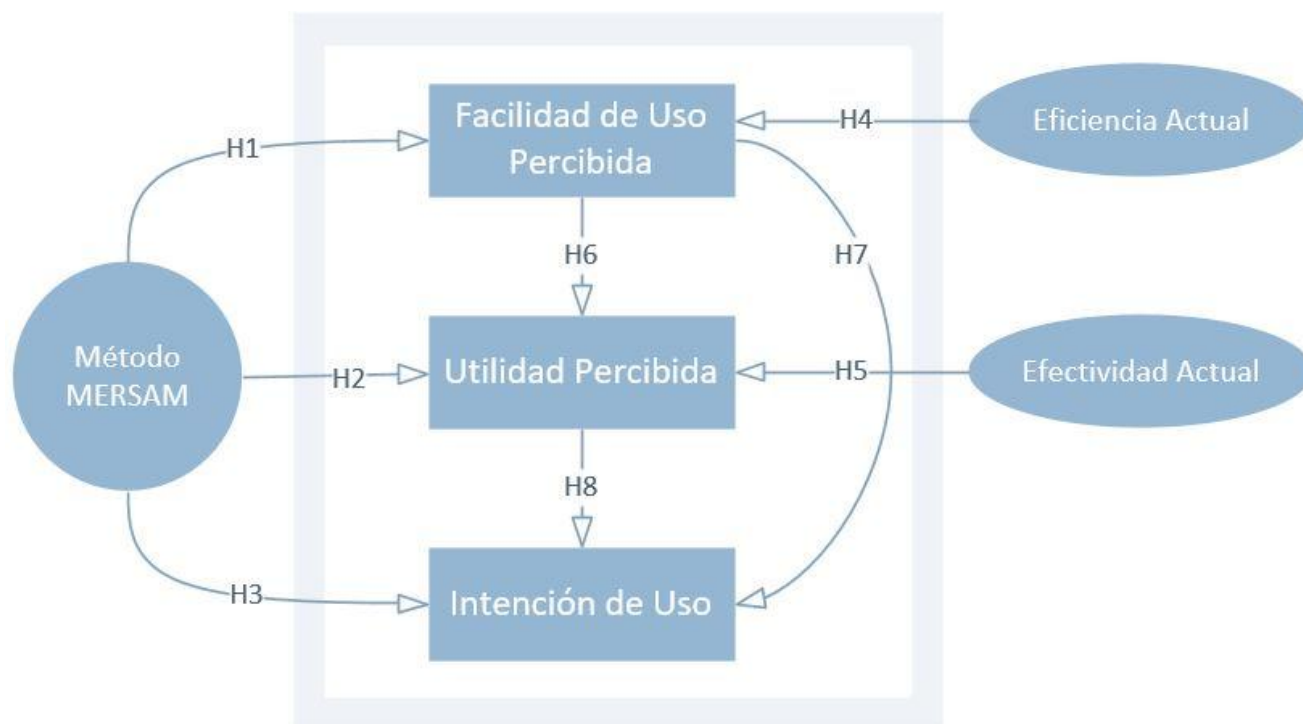 Facilidad de Uso
Percibida
H4
Eficiencia Actual
H1
H6
H7
Método
MERSAM
H2
Utilidad Percibida
H5
Efectividad Actual
H8
H3
Intención de Uso